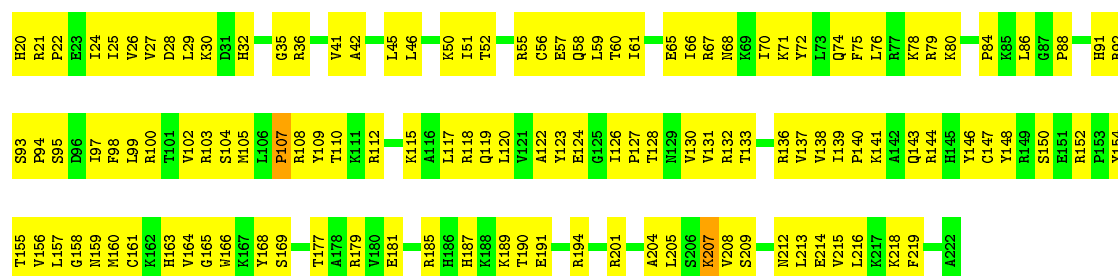 H20 R21 P22 E23 I24 I25 V26 V27 D28 L29 K30 D31 H32 G35 R36 V41 A42 L45 L46 K50 I51 T52 R55 C56 E57 Q58 L59 T60 I61 E65 I66 R67 N68 K69 I70 K71 Y72 L73 Q74 F75 L76 R77 K78 R79 K80 P84 K85 L86 G87 P88 H91
S93 P94 S95 D96 I97 F98 L99 R100 T101 V102 R103 S104 M105 L106 P107 R108 Y109 T110 K111 R112 K115 A116 L117 R118 Q119 L120 V121 A122 Y123 E124 G125 I126 P127 T128 N129 V130 V131 R132 T133 R136 V137 V138 I139 P140 K141 A142 Q143 R144 H145 Y146 C147 Y148 R149 S150 E151 R152 P153 Y154
T155 V156 L157 G158 N159 M160 C161 K162 H163 V164 G165 W166 K167 Y168 S169 T177 A178 R179 V180 E181 R185 H186 H187 K188 K189 T190 E191 R194 R201 A204 L205 S206 K207 V208 S209 N212 L213 E214 V215 L216 K217 K218 F219 A222